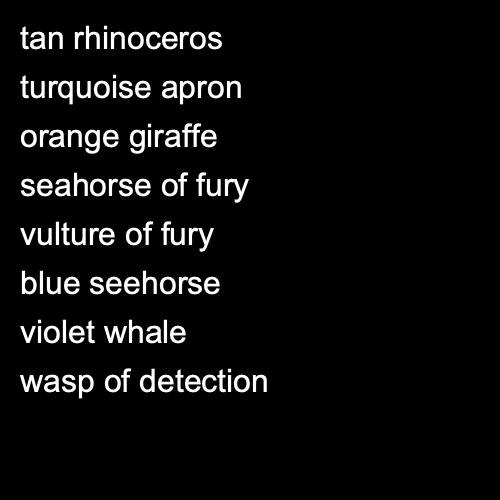 tan rhinoceros
turquoise apron
orange giraffe
seahorse of fury
vulture of fury
blue seehorse
violet whale
wasp of detection